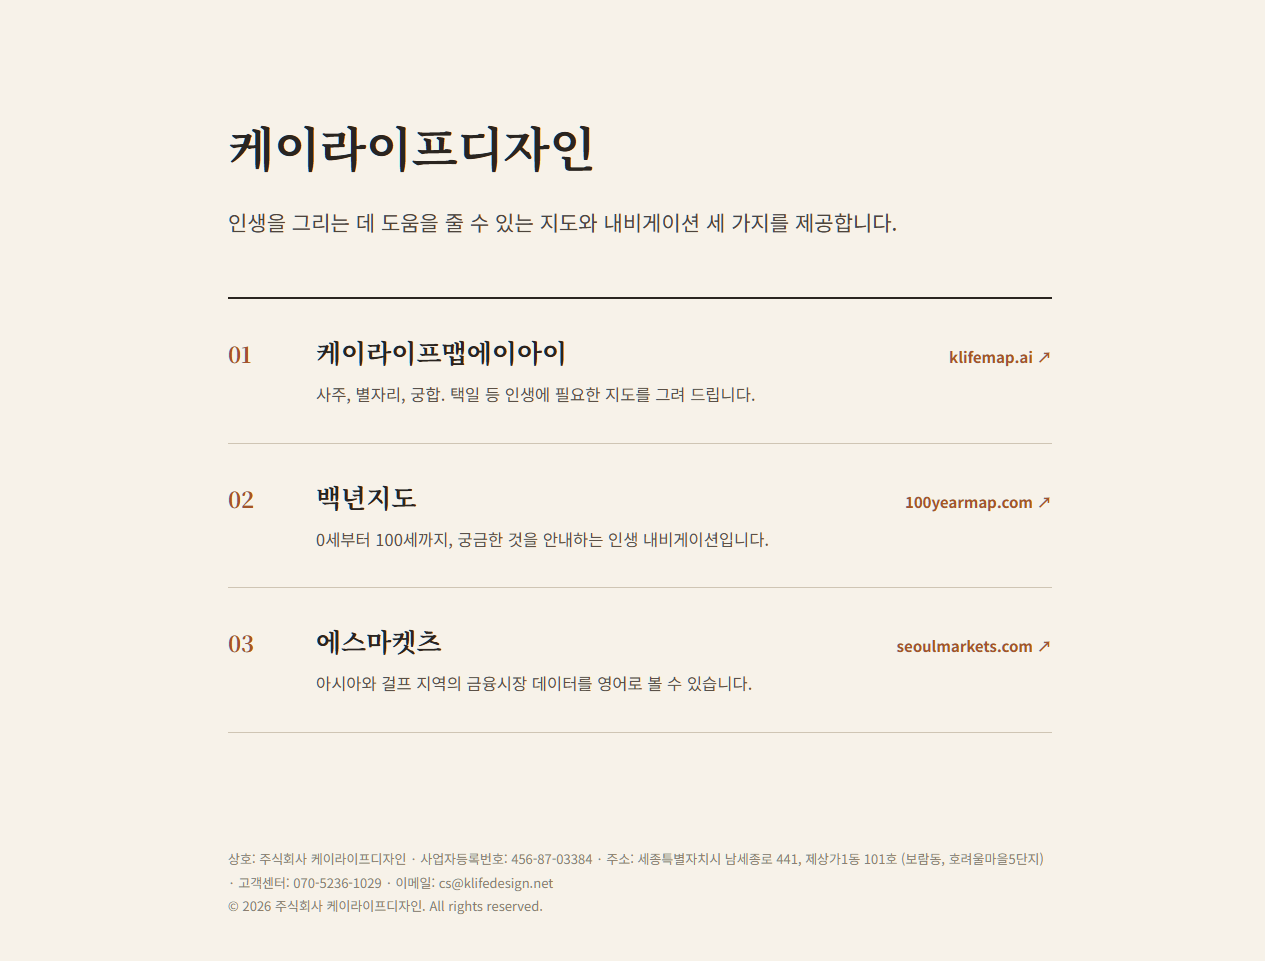 케이라이프디자인
인생을 그리는 데 도움을 줄 수 있는 지도와 내비게이션 세 가지를 제공합니다.
01
케이라이프맵에이아이
klifemap.ai ↗
사주, 별자리, 궁합. 택일 등 인생에 필요한 지도를 그려 드립니다.
02
백년지도
100yearmap.com ↗
0세부터 100세까지, 궁금한 것을 안내하는 인생 내비게이션입니다.
03
에스마켓츠
seoulmarkets.com ↗
아시아와 걸프 지역의 금융시장 데이터를 영어로 볼 수 있습니다.
상호: 주식회사 케이라이프디자인 · 사업자등록번호: 456-87-03384 · 주소: 세종특별자치시 남세종로 441, 제상가1동 101호 (보람동, 호려울마을5단지)
· 고객센터: 070-5236-1029 · 이메일: cs@klifedesign.net
© 2026 주식회사 케이라이프디자인. All rights reserved.